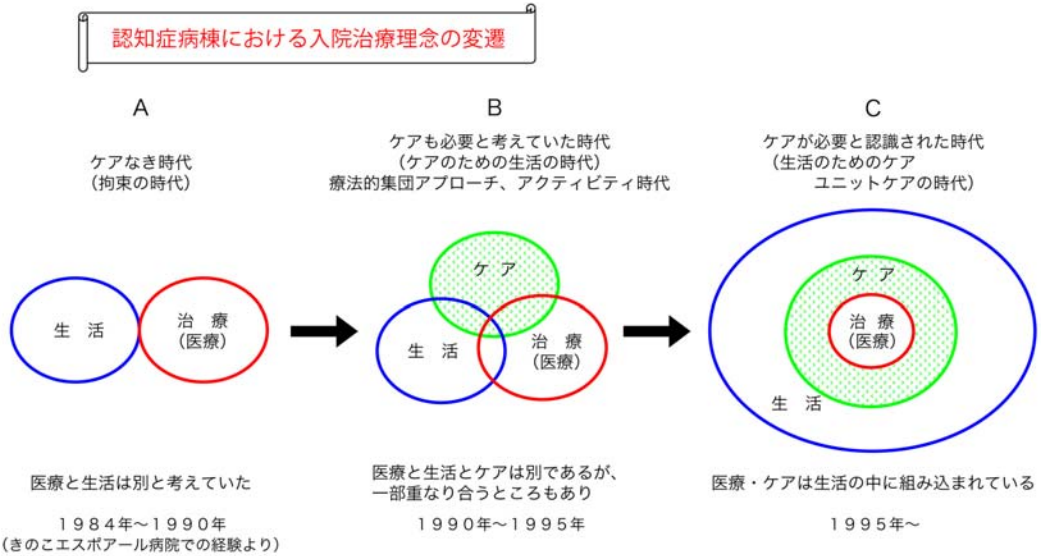 認知症病棟における入院治療理念の変遷
A
ケアなき時代
(拘束の時代)
生 活
治 療
(医療)
医療と生活は別と考えていた
1984年〜1990年
(きのこエスポアール病院での経験より)
B
ケアも必要と考えていた時代
(ケアのための生活の時代)
療法的集団アプローチ、アクティビティ時代
ケ ア
生 活
治 療
(医療)
医療と生活とケアは別であるが、
一部重なり合うところもあり
1990年〜1995年
C
ケアが必要と認識された時代
(生活のためのケア
ユニットケアの時代)
ケ ア
治 療
(医療)
生 活
医療・ケアは生活の中に組み込まれている
1995年〜